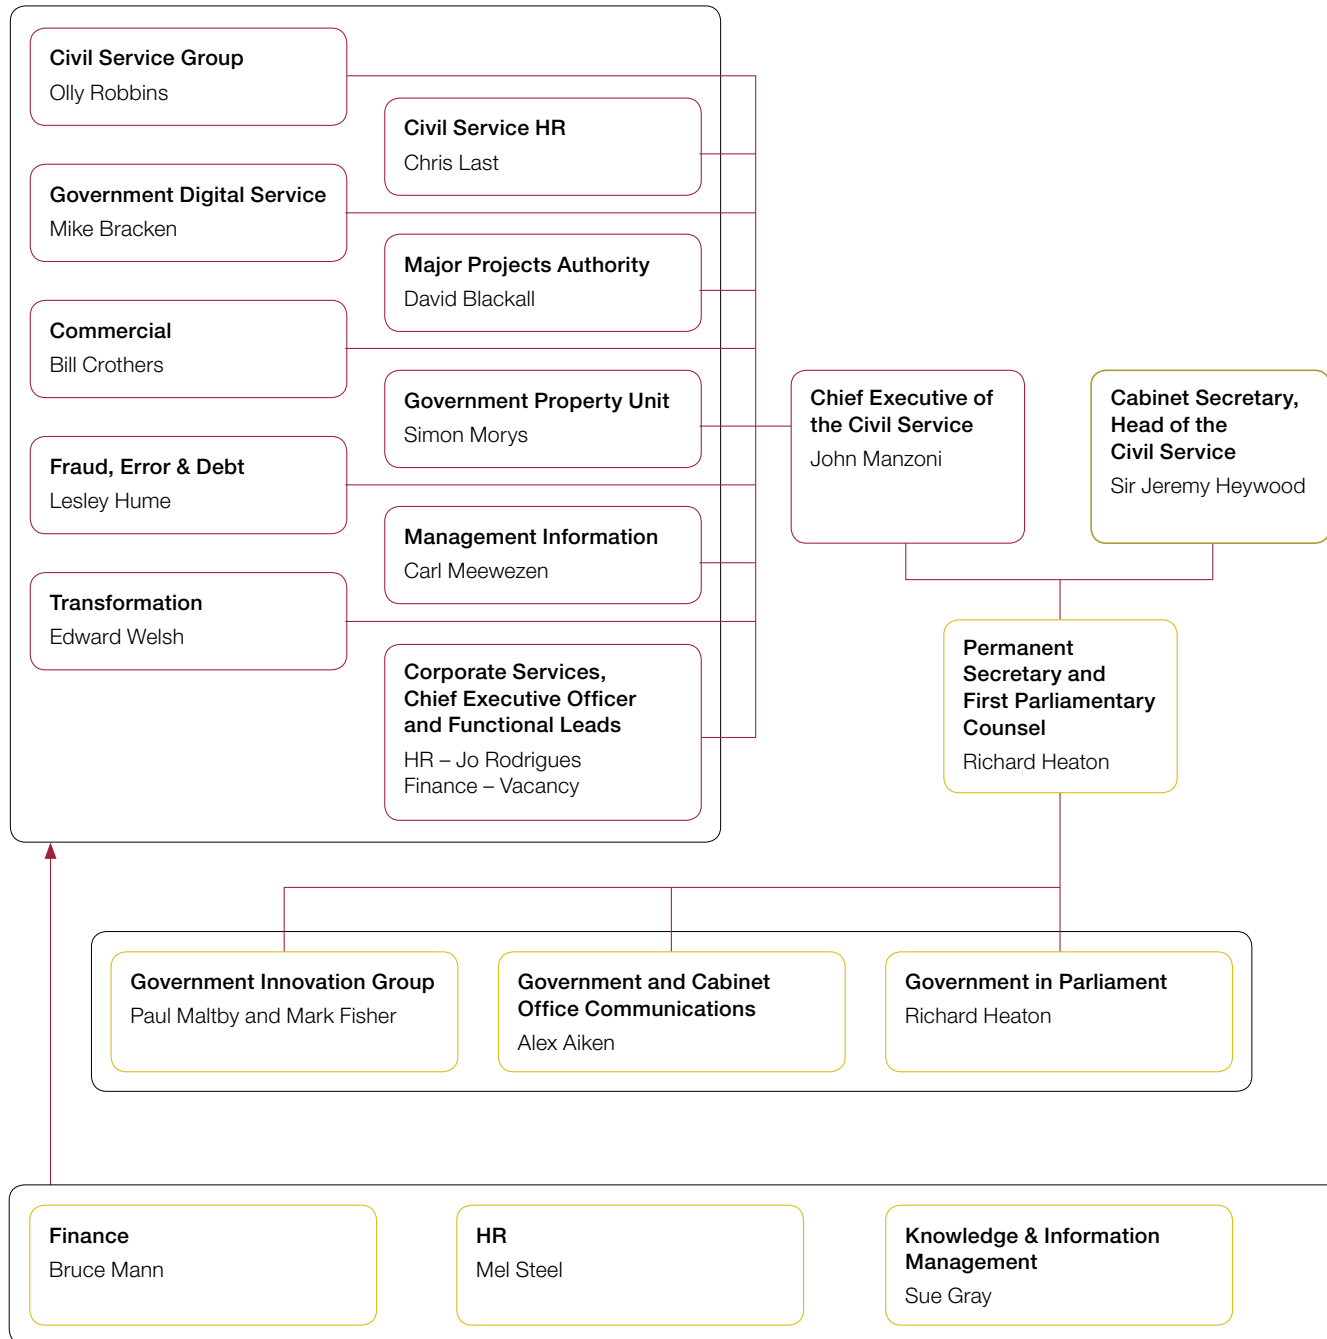 Civil Service Group
Olly Robbins
Civil Service HR
Chris Last
Government Digital Service
Mike Bracken
Major Projects Authority
David Blackall
Commercial
Bill Crothers
Government Property Unit
Simon Morys
Fraud, Error & Debt
Lesley Hume
Management Information
Carl Meewezen
Transformation
Edward Welsh
Corporate Services,
Chief Executive Officer
and Functional Leads
HR – Jo Rodrigues
Finance – Vacancy
Chief Executive of
the Civil Service
John Manzoni
Cabinet Secretary,
Head of the
Civil Service
Sir Jeremy Heywood
Permanent
Secretary and
First Parliamentary
Counsel
Richard Heaton
Government Innovation Group
Paul Maltby and Mark Fisher
Government and Cabinet
Office Communications
Alex Aiken
Government in Parliament
Richard Heaton
Finance
Bruce Mann
HR
Mel Steel
Knowledge & Information
Management
Sue Gray